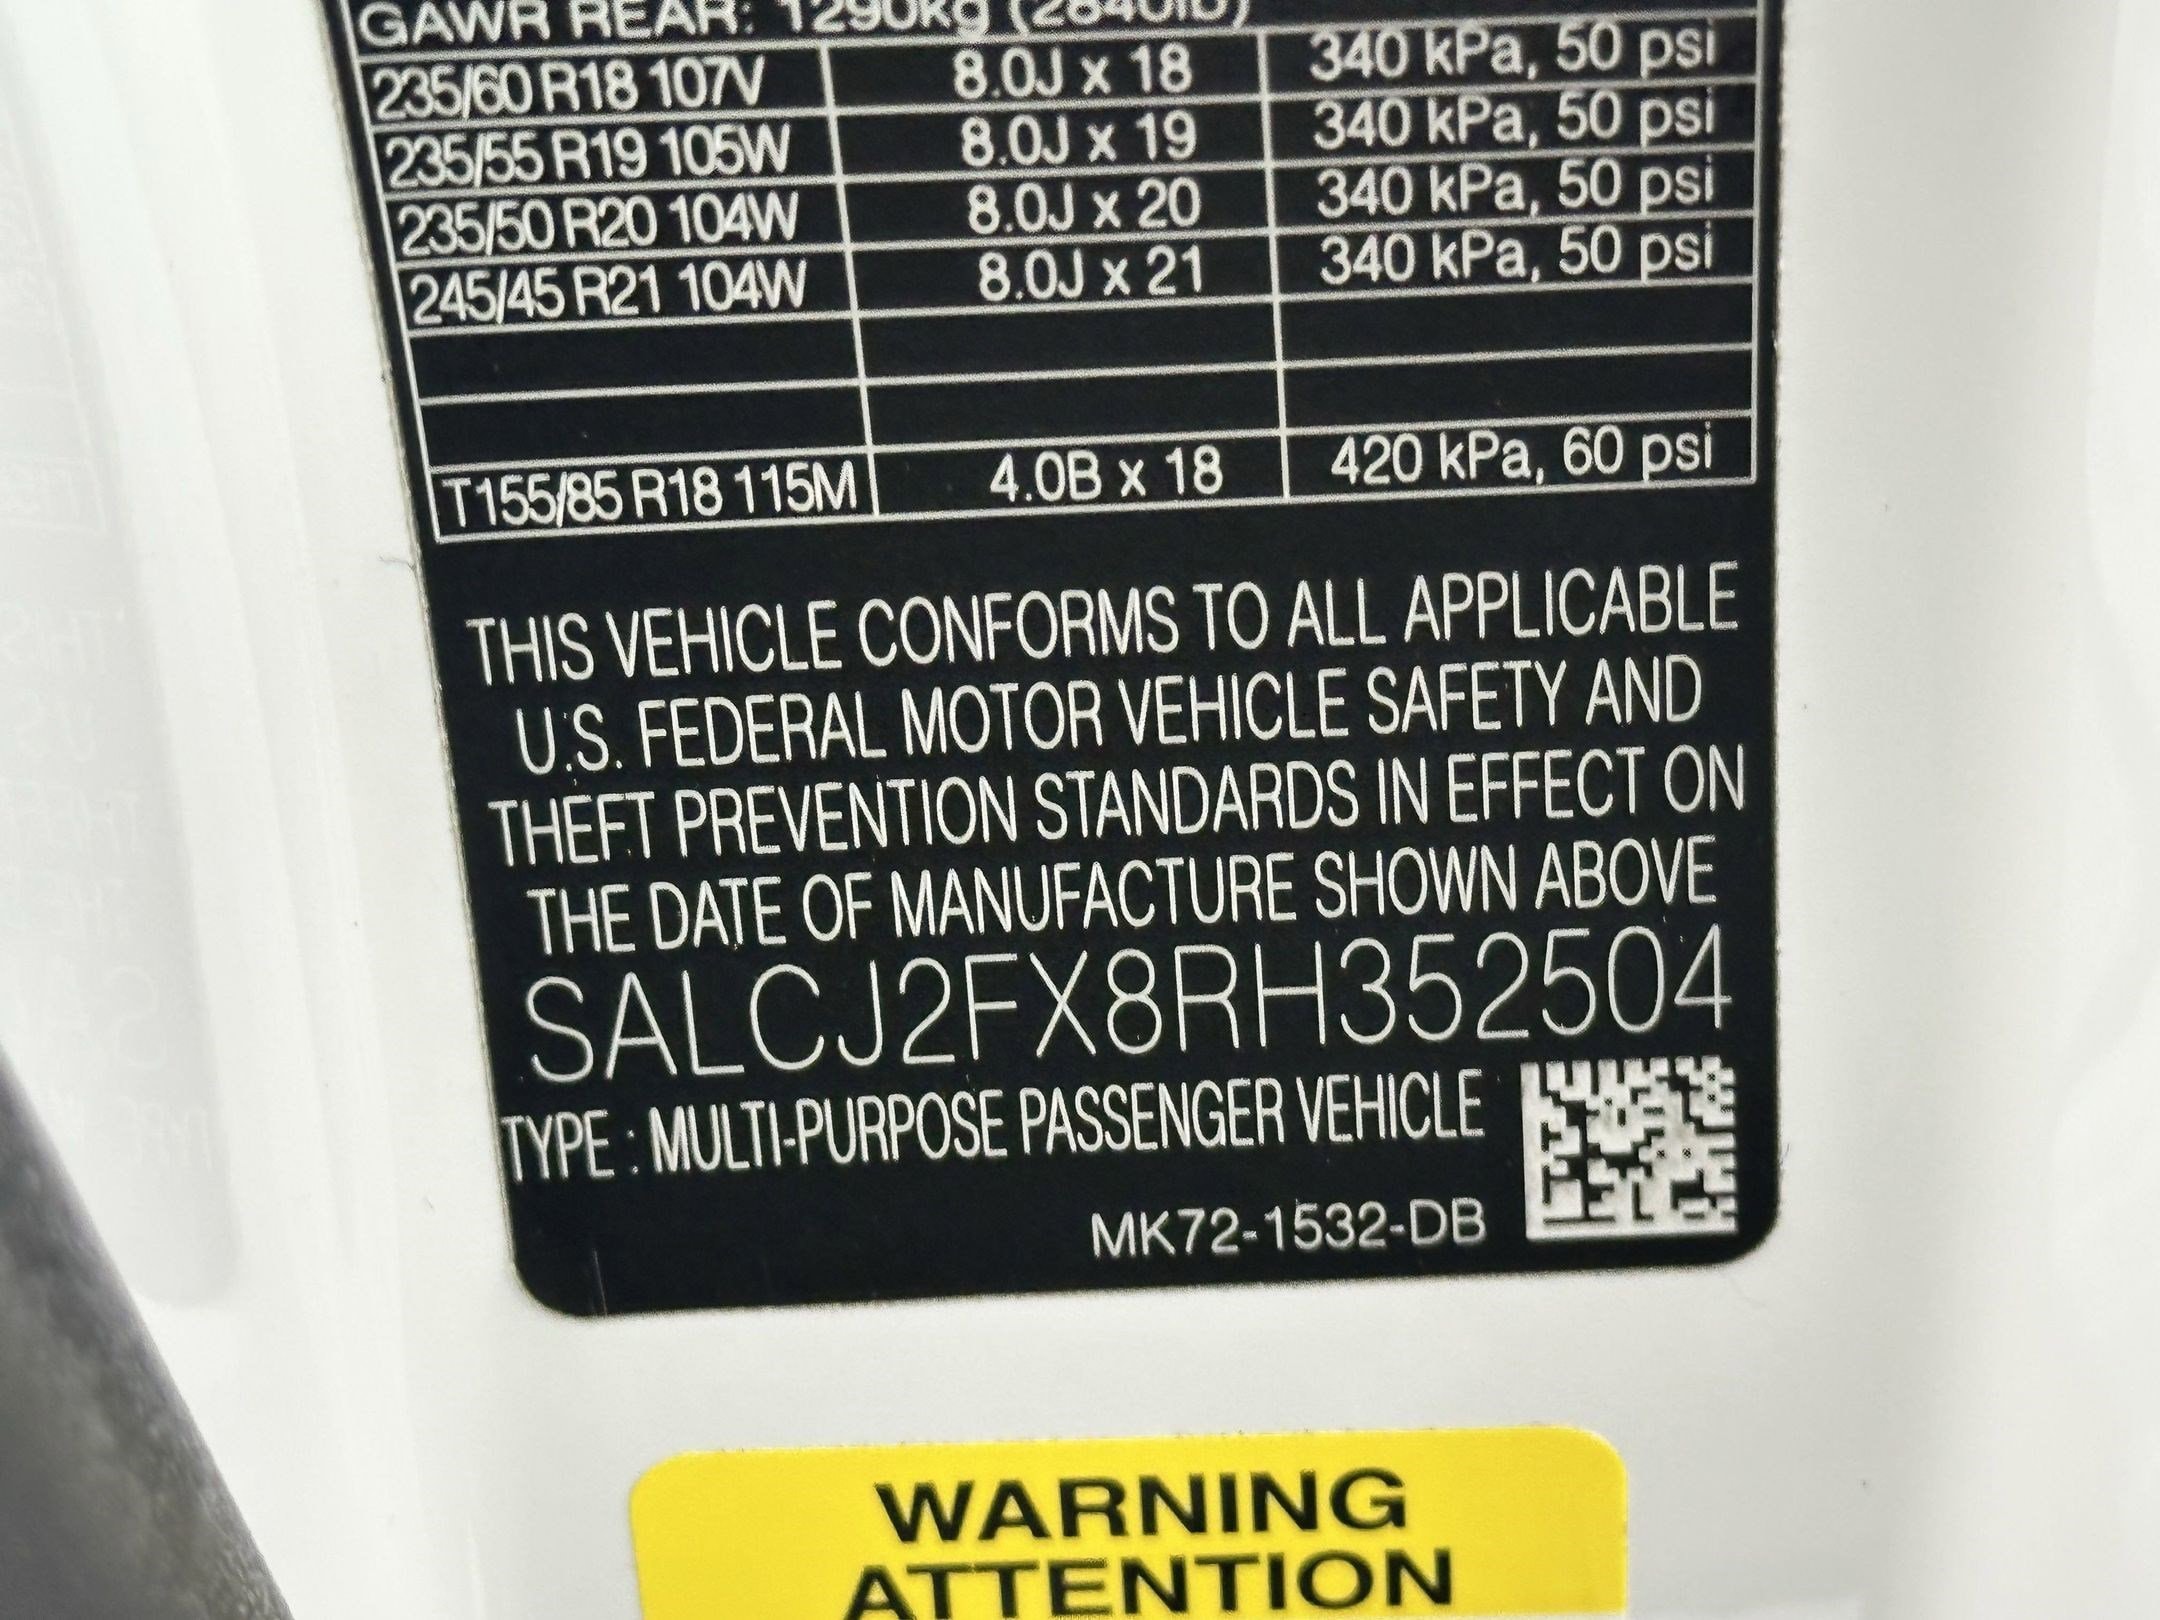 GAWR REAR: 1290kg (2840lb)
235/60 R18 107V 8.0J x 18 340 kPa, 50 psi
235/55 R19 105W 8.0J x 19 340 kPa, 50 psi
235/50 R20 104W 8.0J x 20 340 kPa, 50 psi
245/45 R21 104W 8.0J x 21 340 kPa, 50 psi
T155/85 R18 115M 4.0B x 18 420 kPa, 60 psi
THIS VEHICLE CONFORMS TO ALL APPLICABLE
U.S. FEDERAL MOTOR VEHICLE SAFETY AND
THEFT PREVENTION STANDARDS IN EFFECT ON
THE DATE OF MANUFACTURE SHOWN ABOVE
SALCJ2FX8RH352504
TYPE : MULTI-PURPOSE PASSENGER VEHICLE
MK72-1532-DB
WARNING
ATTENTION